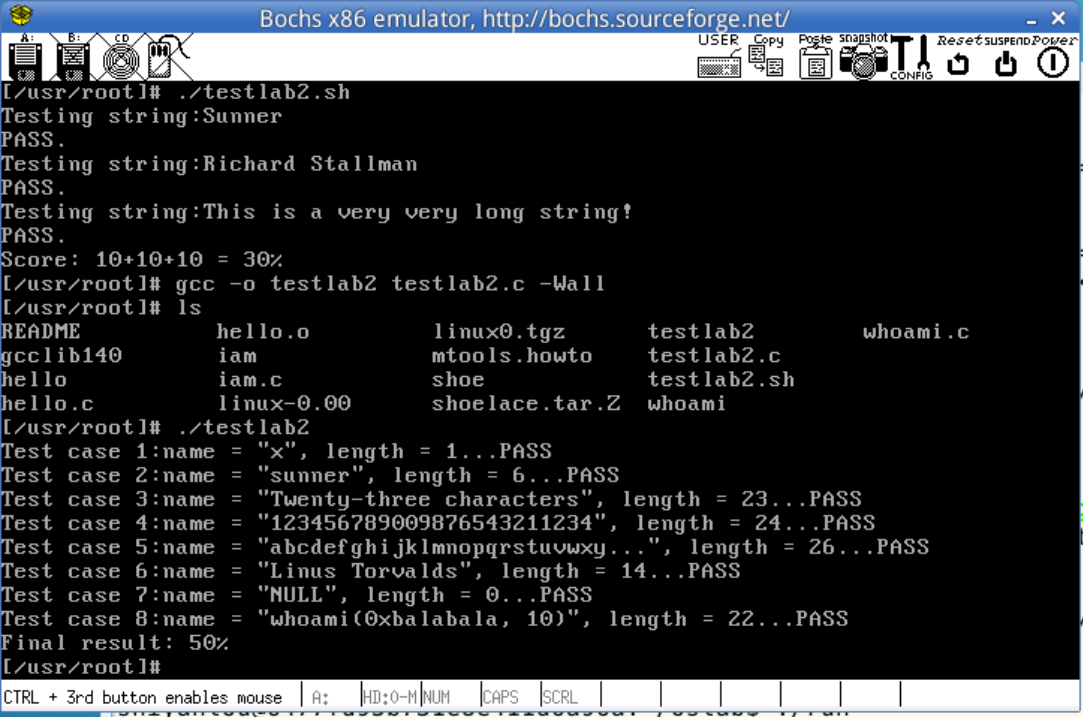 Bochs x86 emulator, http://bochs.sourceforge.net/
A: B: CD USER Copy Poste snapshot CONFIG Reset SUSPEND Power
[/usr/root]# ./testlab2.sh
Testing string:Sunner
PASS.
Testing string:Richard Stallman
PASS.
Testing string:This is a very very long string!
PASS.
Score: 10+10+10 = 30%
[/usr/root]# gcc -o testlab2 testlab2.c -Wall
[/usr/root]# ls
README hello.o linux0.tgz testlab2 whoami.c
gcclib140 iam mtools.howto testlab2.c
hello iam.c shoe testlab2.sh
hello.c linux-0.00 shoelace.tar.Z whoami
[/usr/root]# ./testlab2
Test case 1:name = "x", length = 1...PASS
Test case 2:name = "sunner", length = 6...PASS
Test case 3:name = "Twenty-three characters", length = 23...PASS
Test case 4:name = "123456789009876543211234", length = 24...PASS
Test case 5:name = "abcdefghijklmnopqrstuvwxy...", length = 26...PASS
Test case 6:name = "Linus Torvalds", length = 14...PASS
Test case 7:name = "NULL", length = 0...PASS
Test case 8:name = "whoami(0xbalabala, 10)", length = 22...PASS
Final result: 50%
[/usr/root]#
CTRL + 3rd button enables mouse A: HD:0-M NUM CAPS SCRL